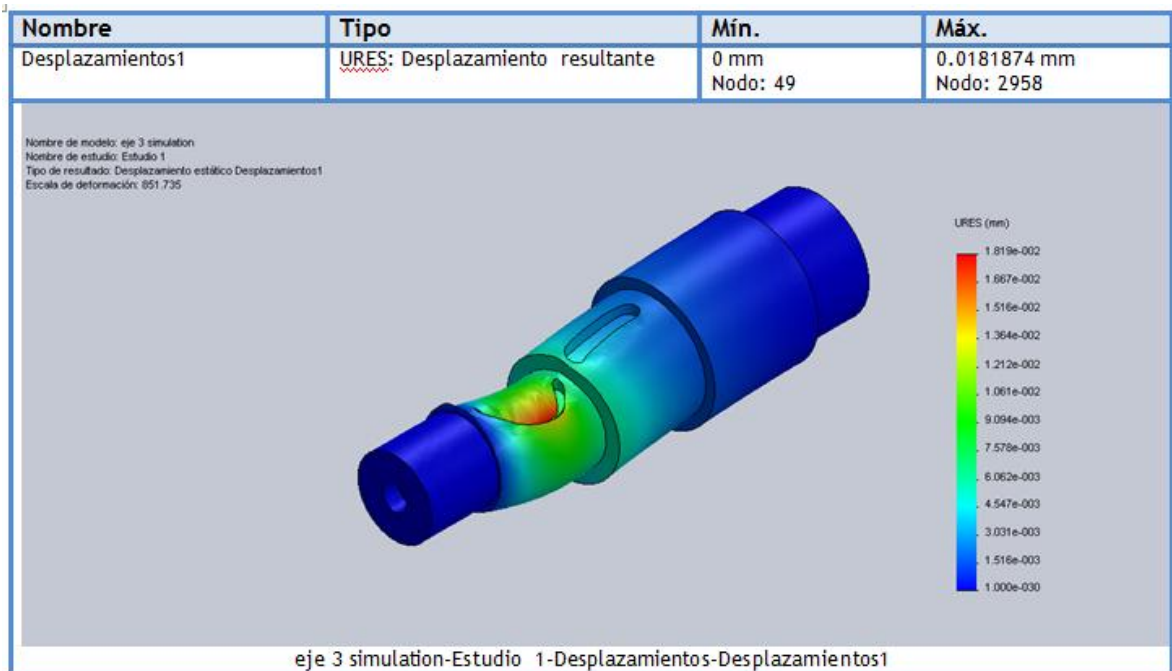 Nombre Tipo Mín. Máx.
Desplazamientos1 URES: Desplazamiento resultante 0 mm 0.0181874 mm
Nodo: 49 Nodo: 2958
Nombre de modelo: eje 3 simulation
Nombre de estudio: Estudio 1
Tipo de resultado: Desplazamiento estático Desplazamientos1
Escala de deformación: 851.735
URES (mm)
1.819e-002
1.667e-002
1.516e-002
1.364e-002
1.212e-002
1.061e-002
9.094e-003
7.578e-003
6.062e-003
4.547e-003
3.031e-003
1.516e-003
1.000e-030
eje 3 simulation-Estudio 1-Desplazamientos-Desplazamientos1